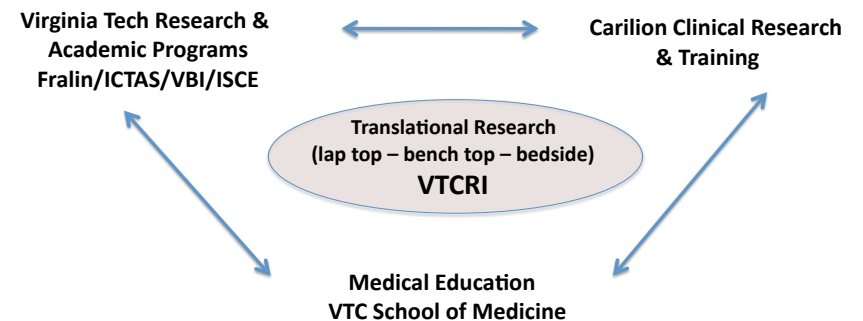 Virginia Tech Research &
Academic Programs
Fralin/ICTAS/VBI/ISCE
Carilion Clinical Research
& Training
Translational Research
(lap top – bench top – bedside)
VTCRI
Medical Education
VTC School of Medicine